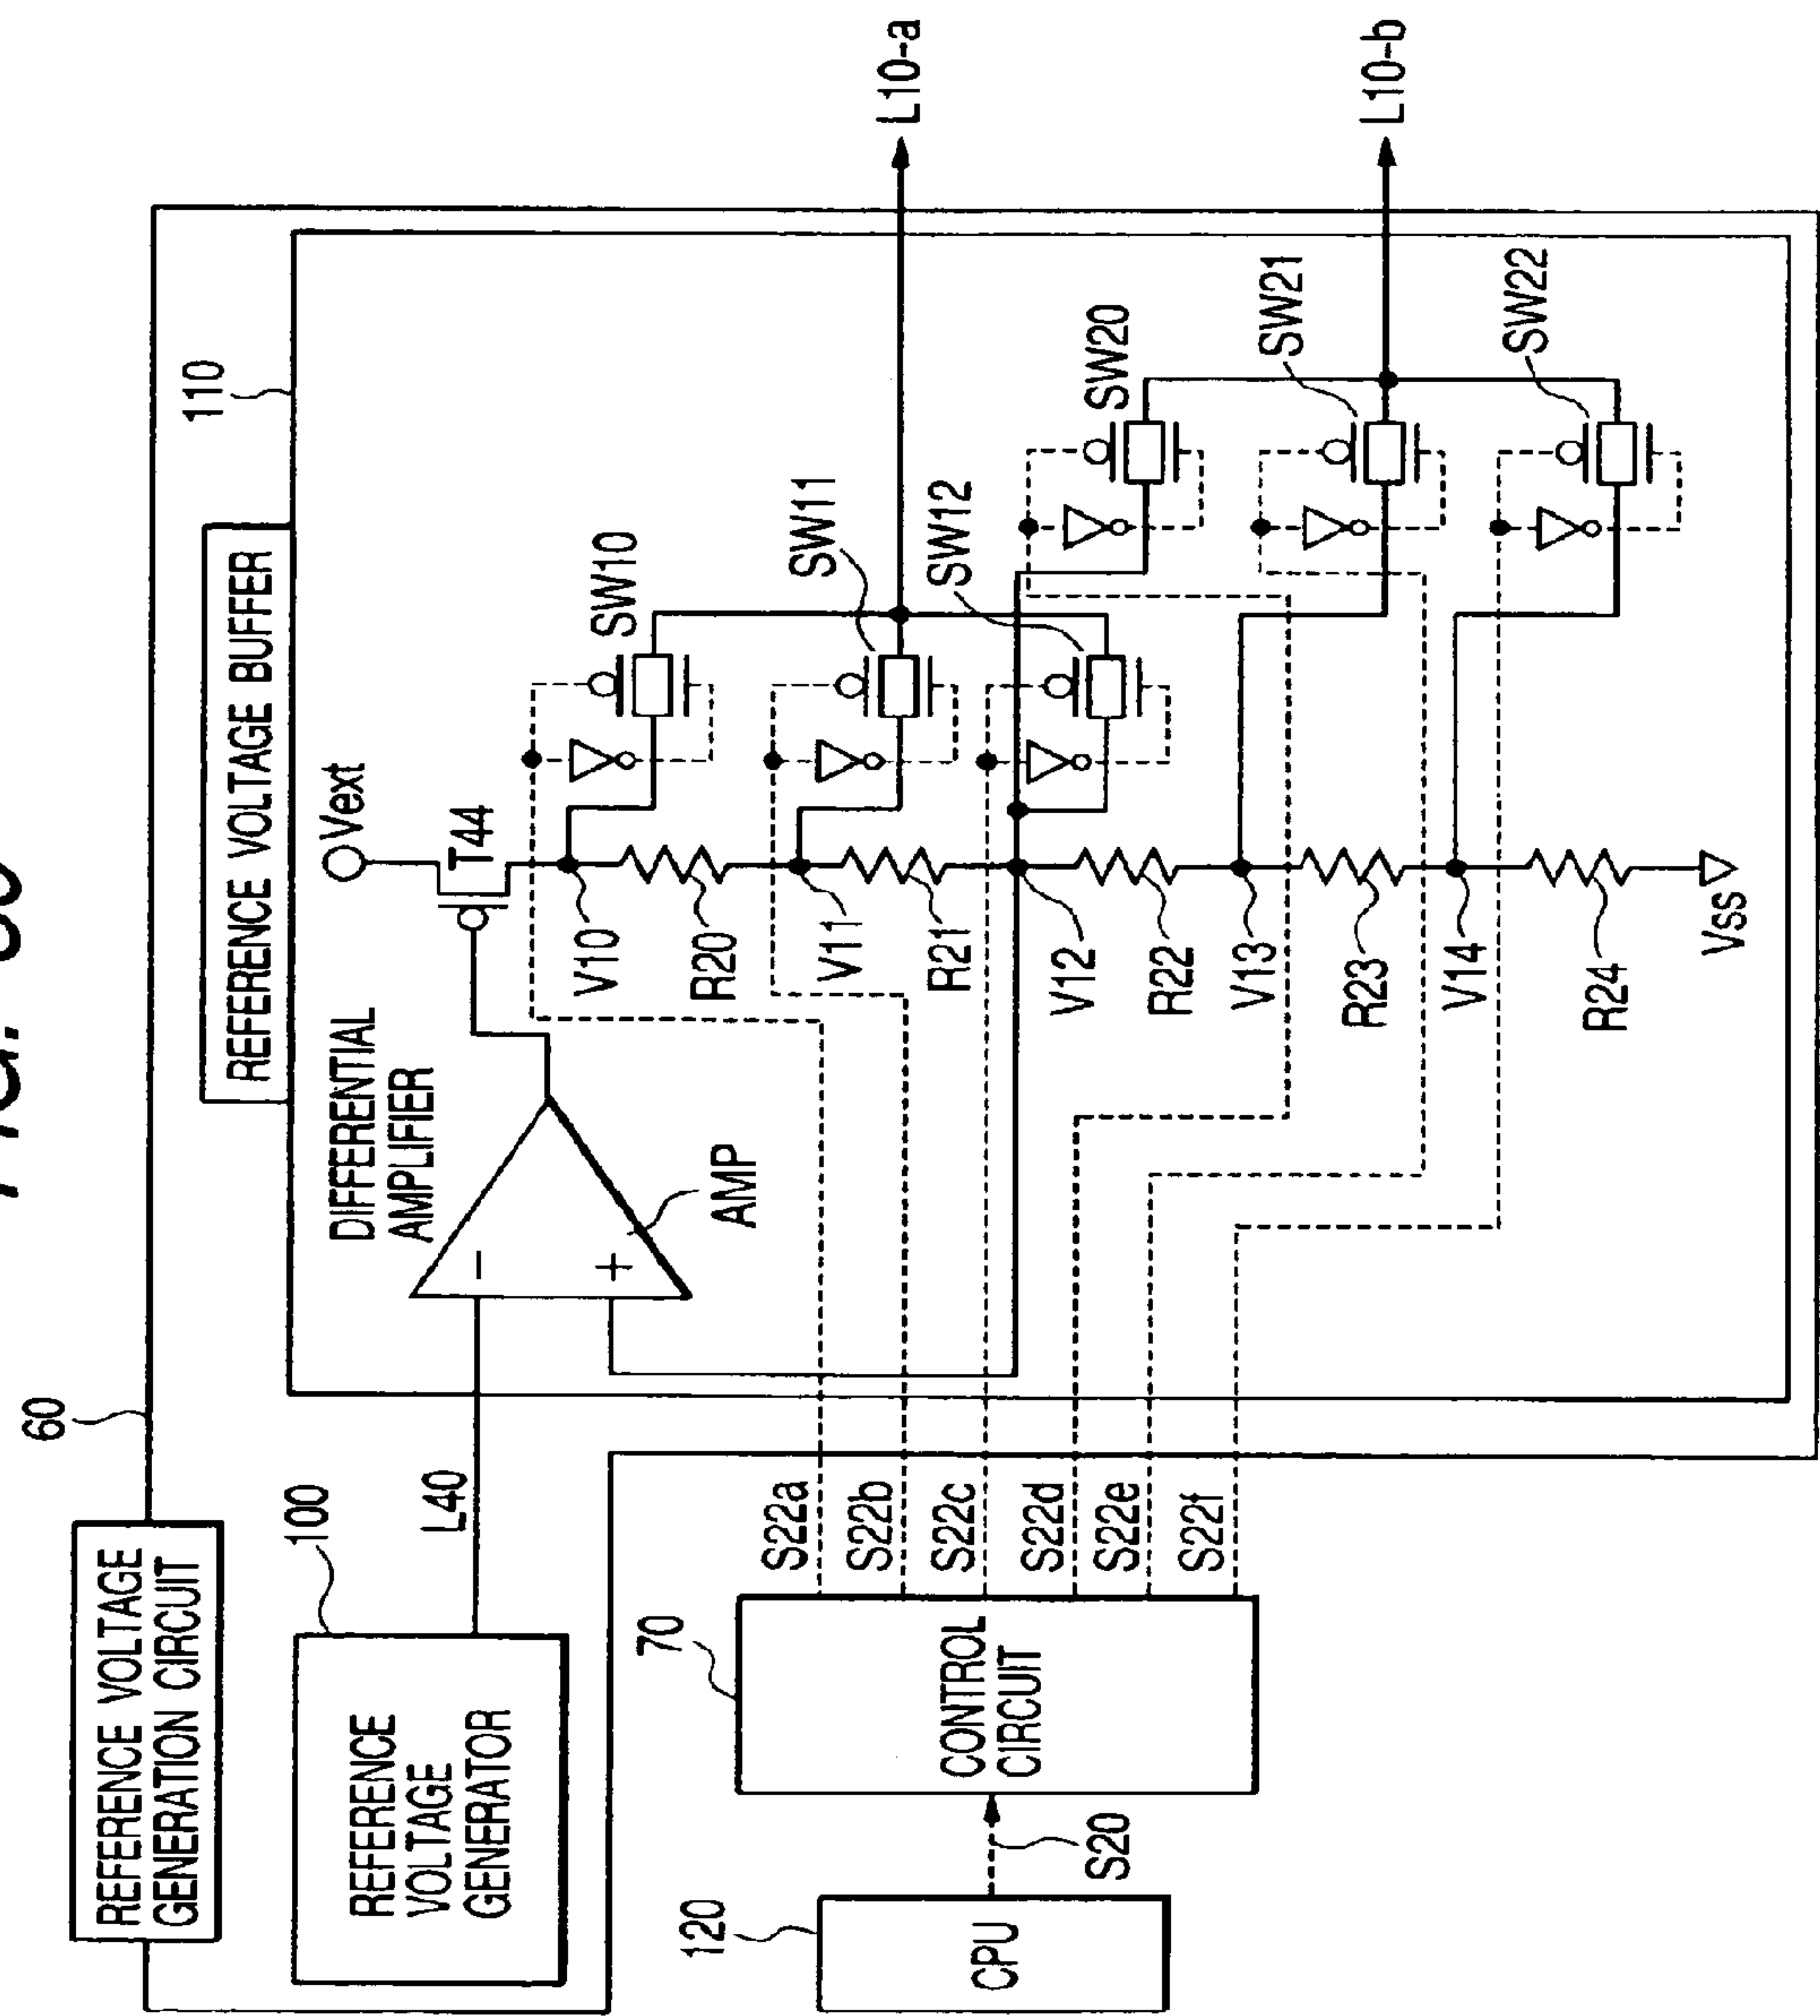 60
REFERENCE VOLTAGE
GENERATION CIRCUIT
REFERENCE VOLTAGE BUFFER
110
100
REFERENCE
VOLTAGE
GENERATOR
L40
DIFFERENTIAL
AMPLIFIER
−
+
AMP
Vext
T44
V10
R20
V11
R21
V12
R22
V13
R23
V14
R24
Vss
SW10
SW11
SW12
SW20
SW21
SW22
L10-a
L10-b
120
CPU
S20
70
CONTROL
CIRCUIT
S22a
S22b
S22c
S22d
S22e
S22f